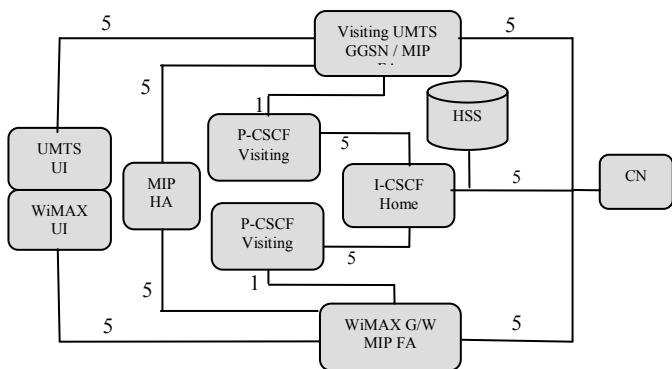 5
Visiting UMTS
GGSN / MIP
5
5
1
HSS
P-CSCF
Visiting
5
UMTS
UI
MIP
HA
I-CSCF
Home
5
CN
WiMAX
UI
P-CSCF
Visiting
5
1
5
5
WiMAX G/W
MIP FA
5